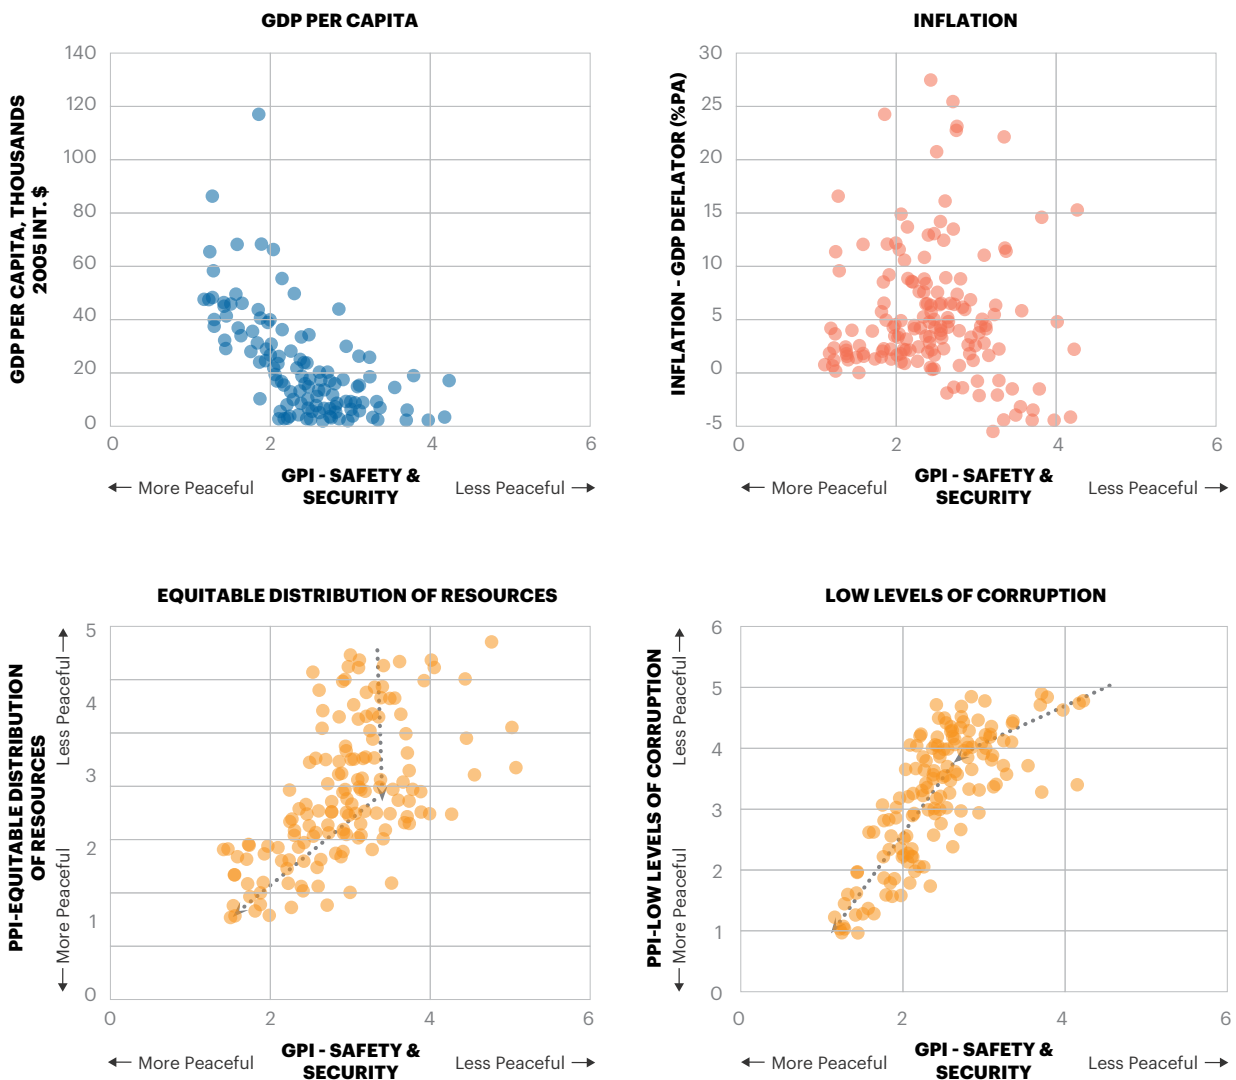 GDP PER CAPITA
GDP PER CAPITA, THOUSANDS
2005 INT. $
140
120
100
80
60
40
20
0
0
2
4
6
← More Peaceful
GPI - SAFETY &
SECURITY
Less Peaceful →
INFLATION
INFLATION - GDP DEFLATOR (%PA)
30
25
20
15
10
5
0
-5
0
2
4
6
← More Peaceful
GPI - SAFETY &
SECURITY
Less Peaceful →
EQUITABLE DISTRIBUTION OF RESOURCES
PPI-EQUITABLE DISTRIBUTION
OF RESOURCES
← More Peaceful
Less Peaceful →
5
4
3
2
1
0
0
2
4
6
← More Peaceful
GPI - SAFETY &
SECURITY
Less Peaceful →
LOW LEVELS OF CORRUPTION
PPI-LOW LEVELS OF CORRUPTION
← More Peaceful
Less Peaceful →
6
5
4
3
2
1
0
0
2
4
6
← More Peaceful
GPI - SAFETY &
SECURITY
Less Peaceful →